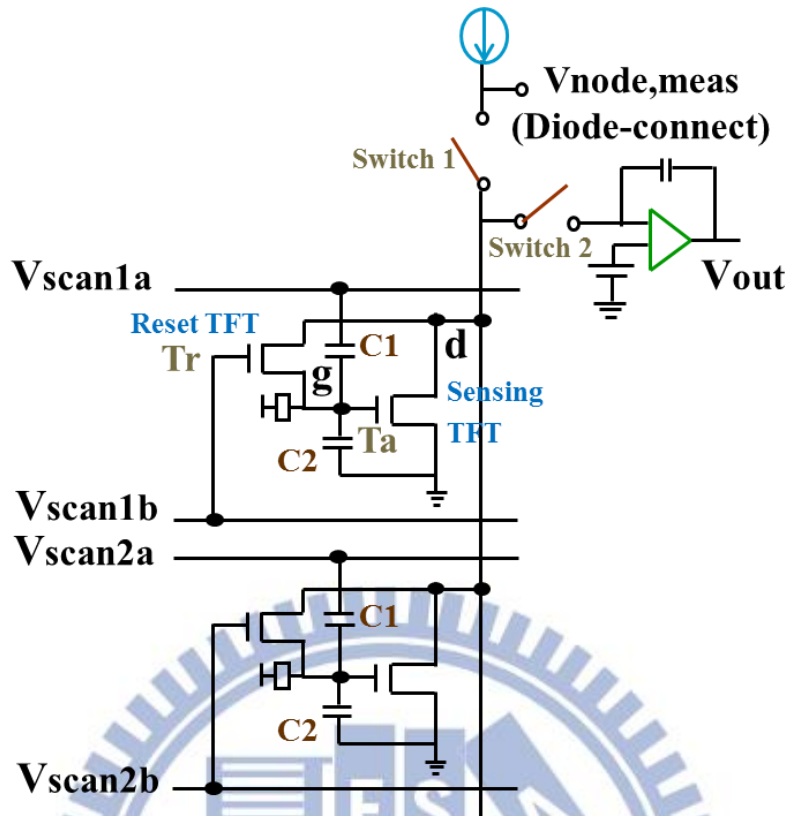 Vnode,meas
(Diode-connect)
Switch 1
Switch 2
Vout
Vscan1a
Reset TFT
Tr
C1
d
g
Sensing
TFT
Ta
C2
Vscan1b
Vscan2a
C1
C2
Vscan2b